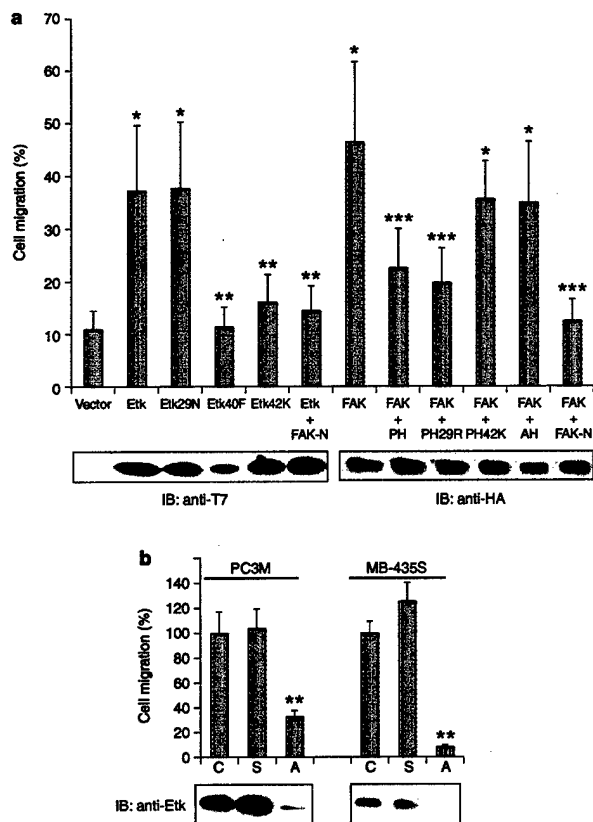 a
Cell migration (%)
70
60
50
40
30
20
10
0
* * ** ** ** * *** *** * * ***
Vector Etk Etk29N Etk40F Etk42K Etk + FAK-N FAK FAK + PH FAK + PH29R FAK + PH42K FAK + AH FAK + FAK-N
IB: anti-T7 IB: anti-HA
b
PC3M MB-435S
Cell migration (%)
140
120
100
80
60
40
20
0
** **
C S A C S A
IB: anti-Etk